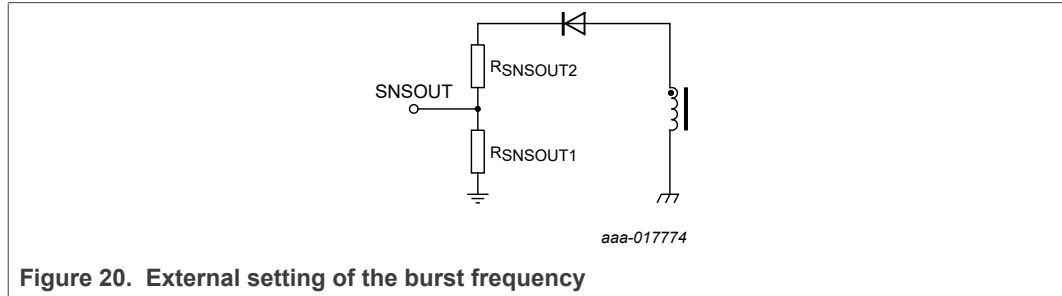 RSNSOUT2
SNSOUT
RSNSOUT1
aaa-017774
Figure 20. External setting of the burst frequency